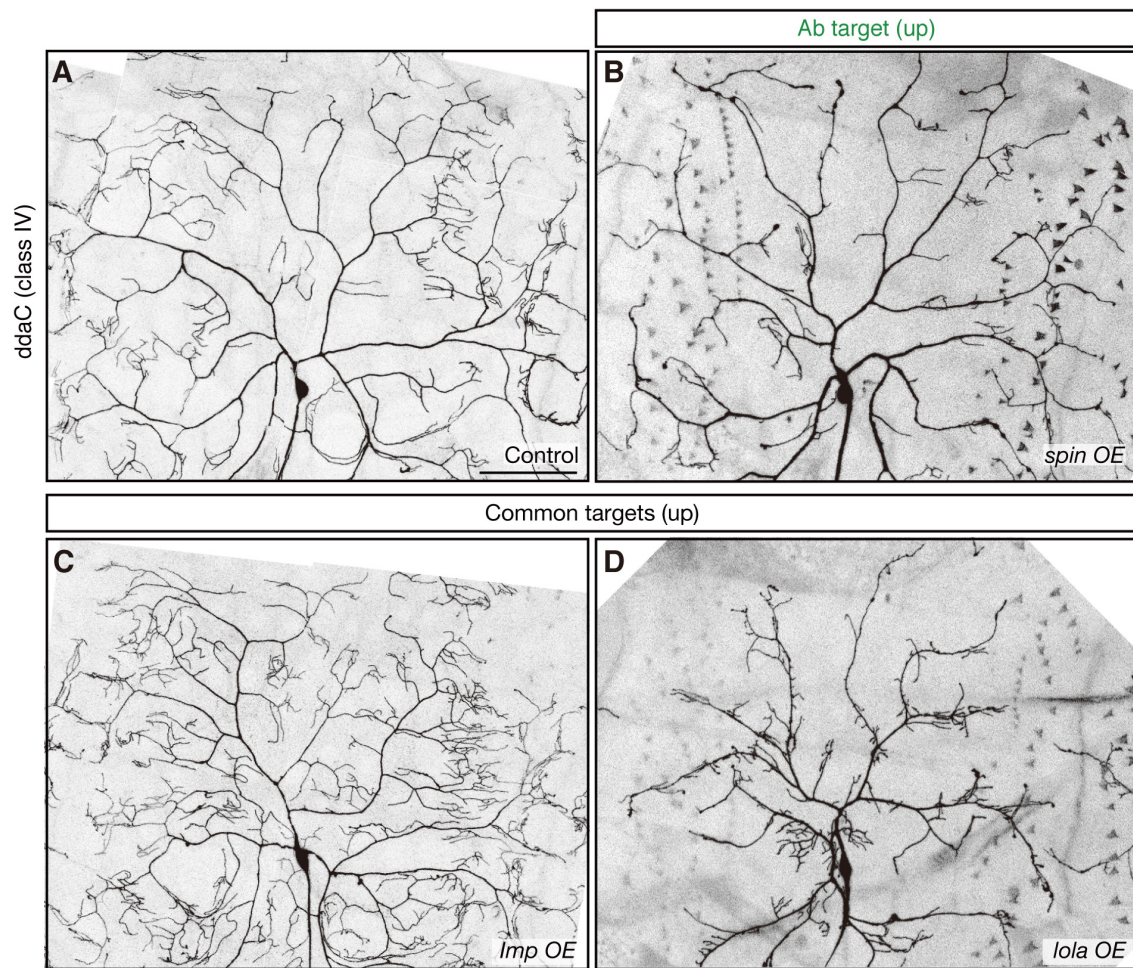 Ab target (up)
A
B
ddaC (class IV)
Control
spin OE
Common targets (up)
C
D
Imp OE
lola OE